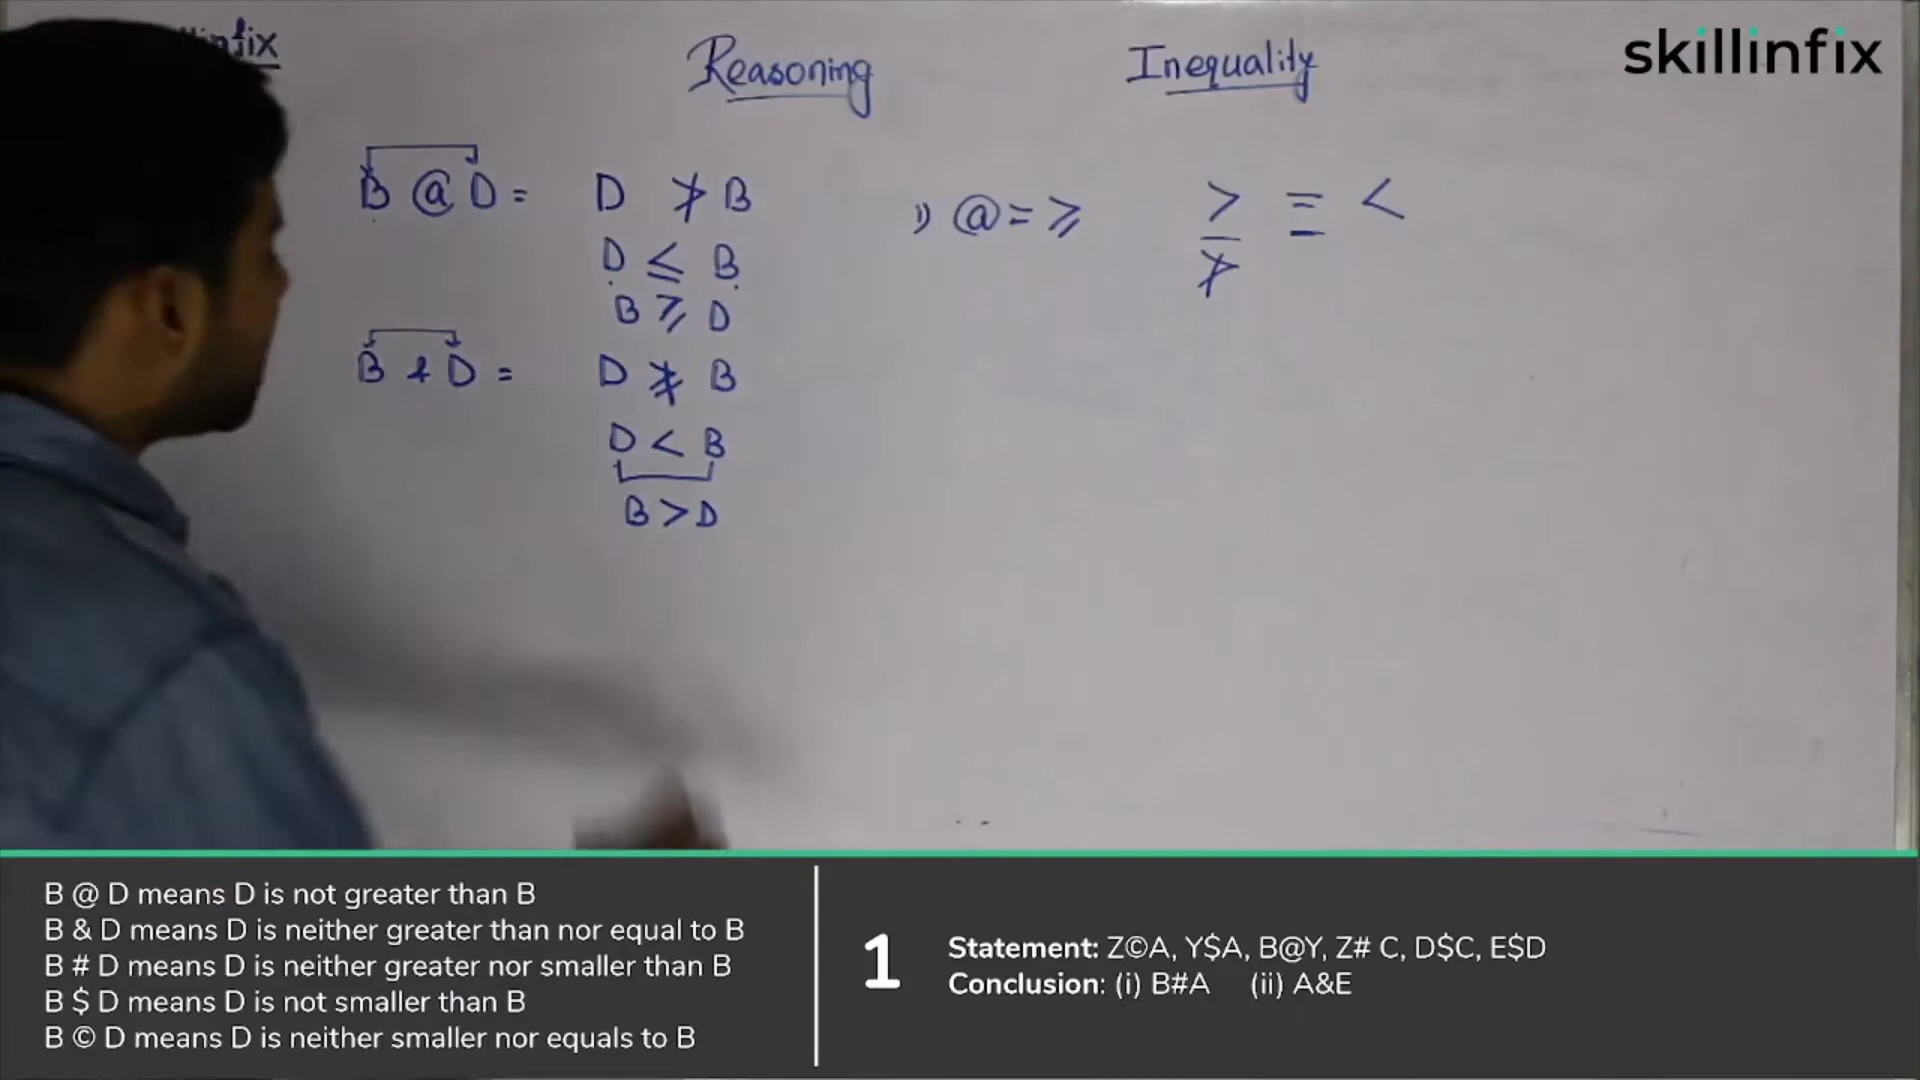 infix
Reasoning
Inequality
skillinfix
B @ D = D ≯ B
D ≤ B
B ≥ D
B & D = D ≱ B
D < B
B > D
1) @ = ≥
> = <
≯
B @ D means D is not greater than B
B & D means D is neither greater than nor equal to B
B # D means D is neither greater nor smaller than B
B $ D means D is not smaller than B
B © D means D is neither smaller nor equals to B
1
Statement: Z©A, Y$A, B@Y, Z# C, D$C, E$D
Conclusion: (i) B#A (ii) A&E